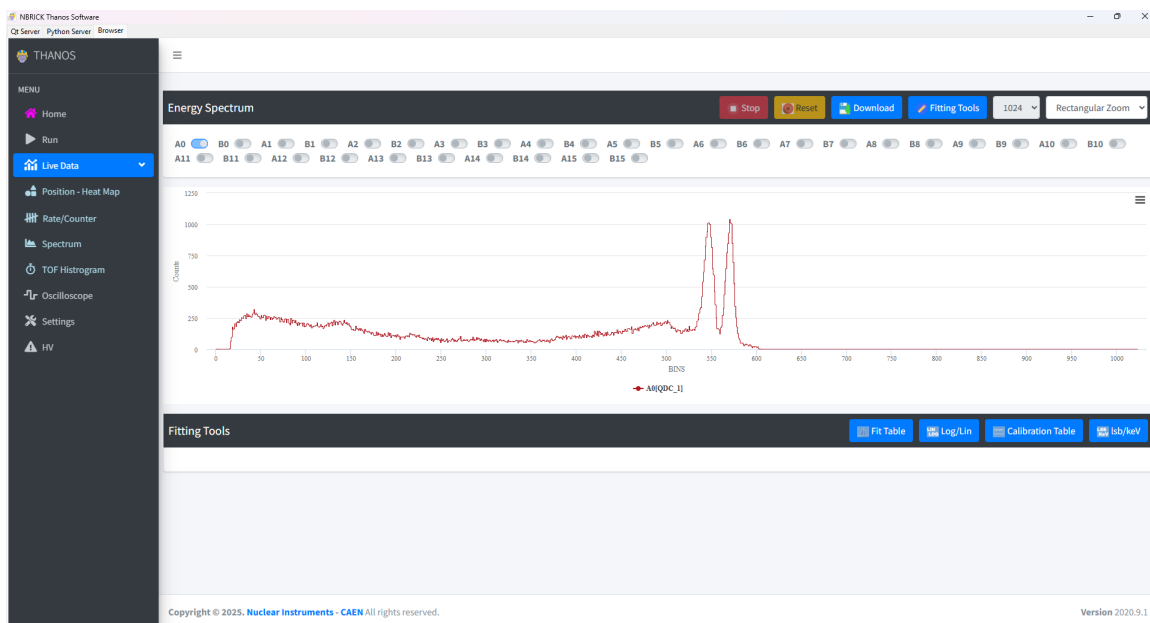 NBRICK Thanos Software
Qt Server Python Server Browser
THANOS
MENU
Home
Run
Live Data
Position - Heat Map
Rate/Counter
Spectrum
TOF Histrogram
Oscilloscope
Settings
HV
Energy Spectrum
Stop Reset Download Fitting Tools 1024 Rectangular Zoom
A0 B0 A1 B1 A2 B2 A3 B3 A4 B4 A5 B5 A6 B6 A7 B7 A8 B8 A9 B9 A10 B10
A11 B11 A12 B12 A13 B13 A14 B14 A15 B15
1250
1000
750
500
250
0
Counts
0 50 100 150 200 250 300 350 400 450 500 550 600 650 700 750 800 850 900 950 1000
BINS
A0[QDC_1]
Fitting Tools
Fit Table LIN LOG Log/Lin Calibration Table LSB KeV lsb/keV
Copyright © 2025. Nuclear Instruments - CAEN All rights reserved.
Version 2020.9.1